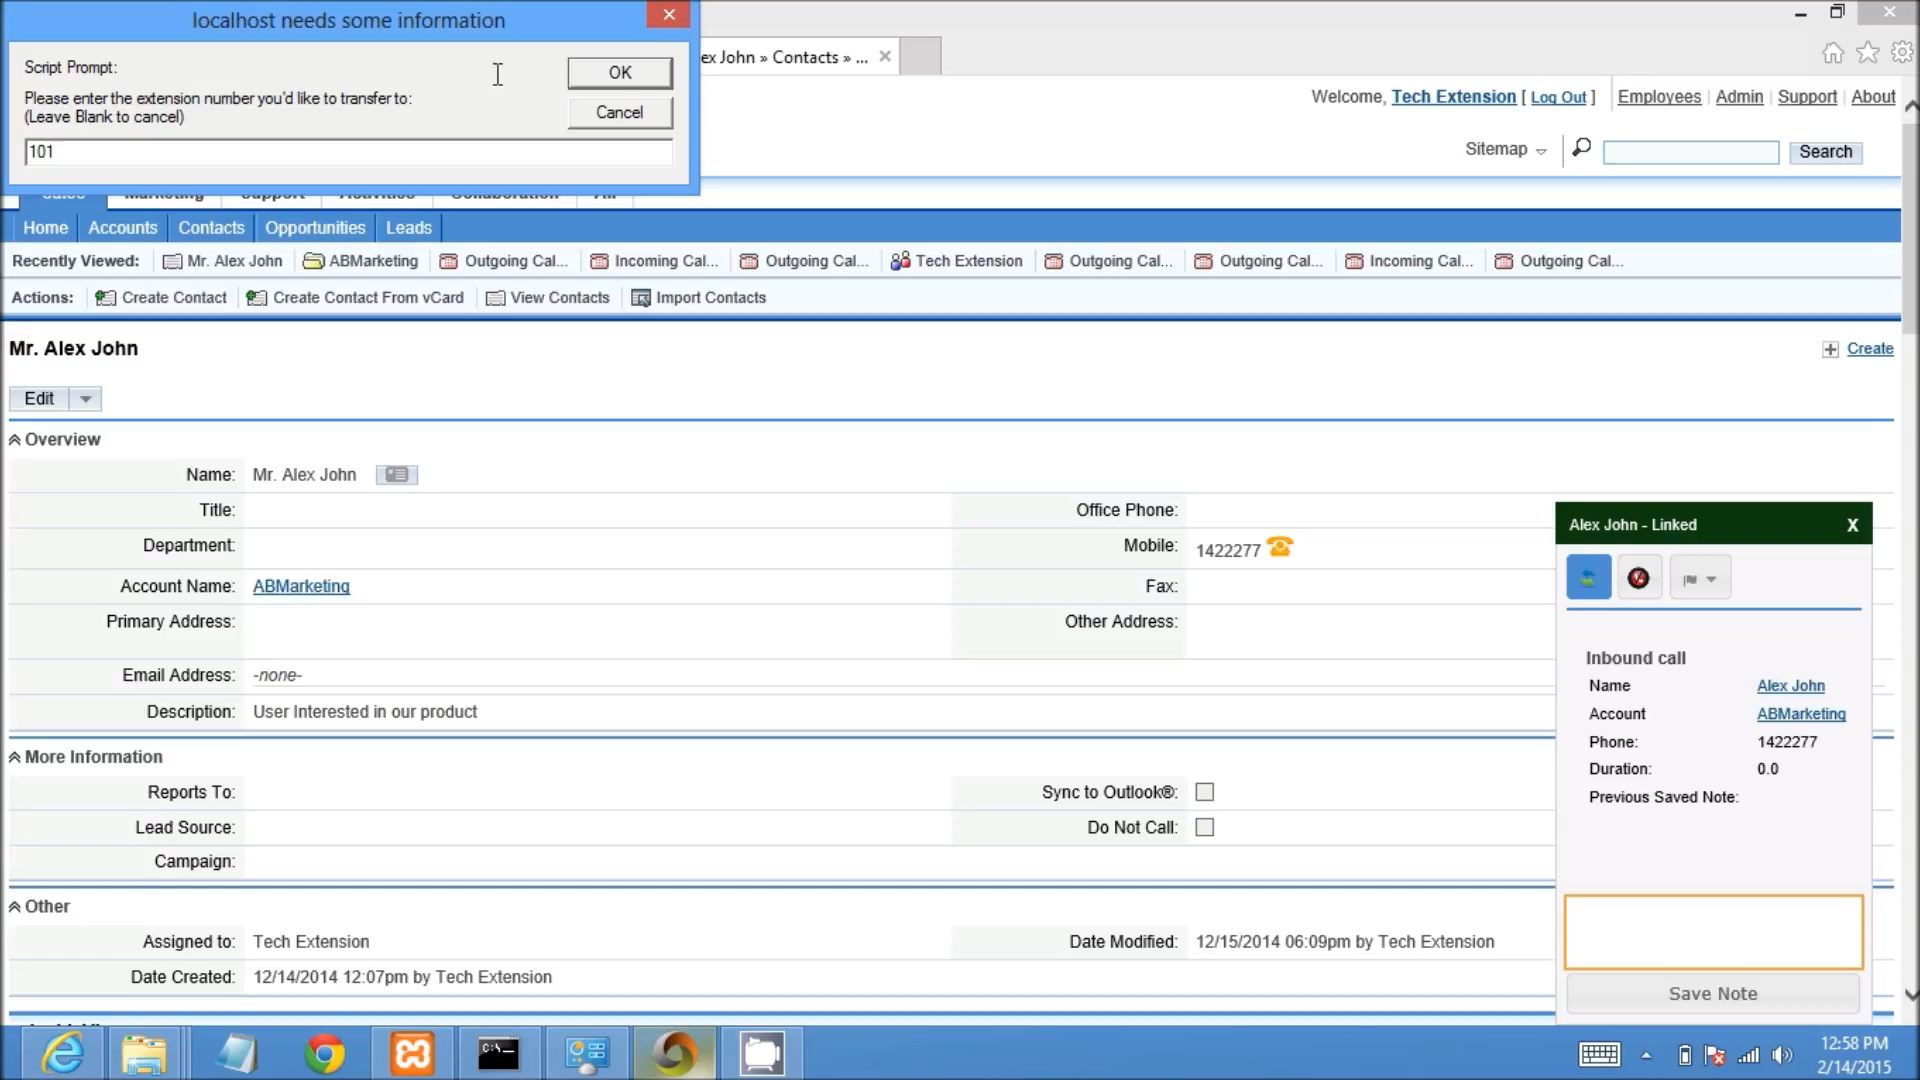 localhost needs some information
Script Prompt:
OK
Please enter the extension number you'd like to transfer to:
(Leave Blank to cancel)
Cancel
101
ex John » Contacts » ...
Welcome, Tech Extension [ Log Out ] Employees Admin Support About
Sitemap
Search
Sales Marketing Support Activities Collaboration All
Home Accounts Contacts Opportunities Leads
Recently Viewed: Mr. Alex John ABMarketing Outgoing Cal... Incoming Cal... Outgoing Cal... Tech Extension Outgoing Cal... Outgoing Cal... Incoming Cal... Outgoing Cal...
Actions: Create Contact Create Contact From vCard View Contacts Import Contacts
Mr. Alex John
Create
Edit
Overview
Name: Mr. Alex John
Title:
Office Phone:
Department:
Mobile: 1422277
Account Name: ABMarketing
Fax:
Primary Address:
Other Address:
Email Address: -none-
Description: User Interested in our product
More Information
Reports To:
Sync to Outlook®:
Lead Source:
Do Not Call:
Campaign:
Other
Assigned to: Tech Extension
Date Modified: 12/15/2014 06:09pm by Tech Extension
Date Created: 12/14/2014 12:07pm by Tech Extension
Alex John - Linked
X
Inbound call
Name Alex John
Account ABMarketing
Phone: 1422277
Duration: 0.0
Previous Saved Note:
Save Note
12:58 PM
2/14/2015